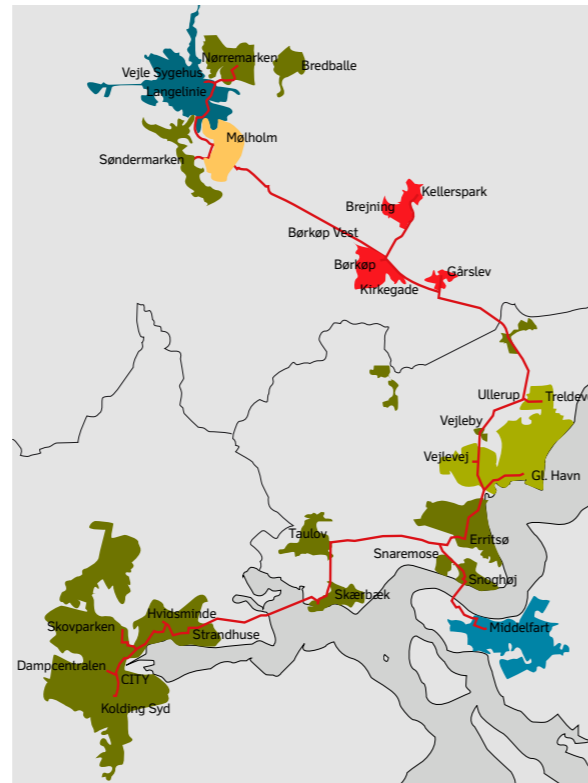 Nørremarken
Bredballe
Vejle Sygehus
Langelinie
Mølholm
Søndermarken
Kellerspark
Brejning
Børkøp Vest
Børkøp
Gårslev
Kirkegade
Ullerup
Treldeve
Vejleby
Vejlevej
Gl. Havn
Taulov
Erritsø
Snaremose
Snoghøj
Skærbæk
Hvidsminde
Skovparken
Strandhuse
Middelfart
Dampcentralen
CITY
Kolding Syd